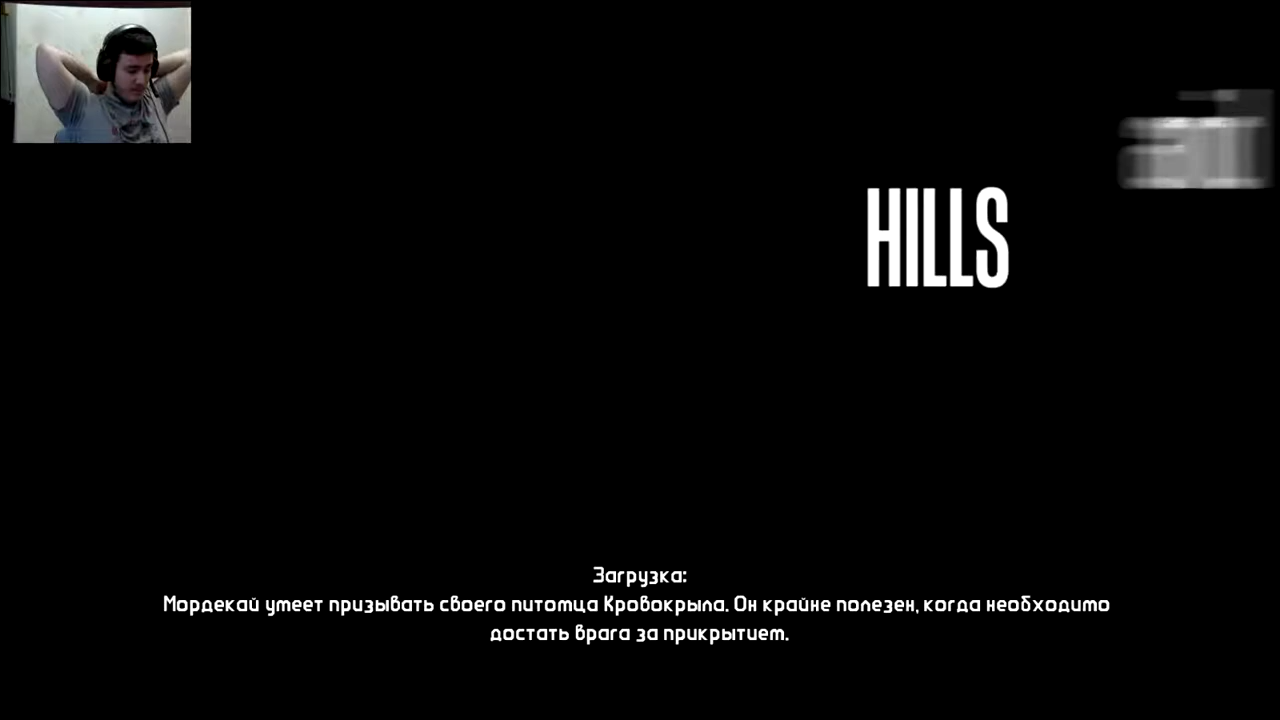 HILLS
Загрузка:
Мордекай умеет призывать своего питомца Кровокрыла. Он крайне полезен, когда необходимо
достать врага за прикрытием.